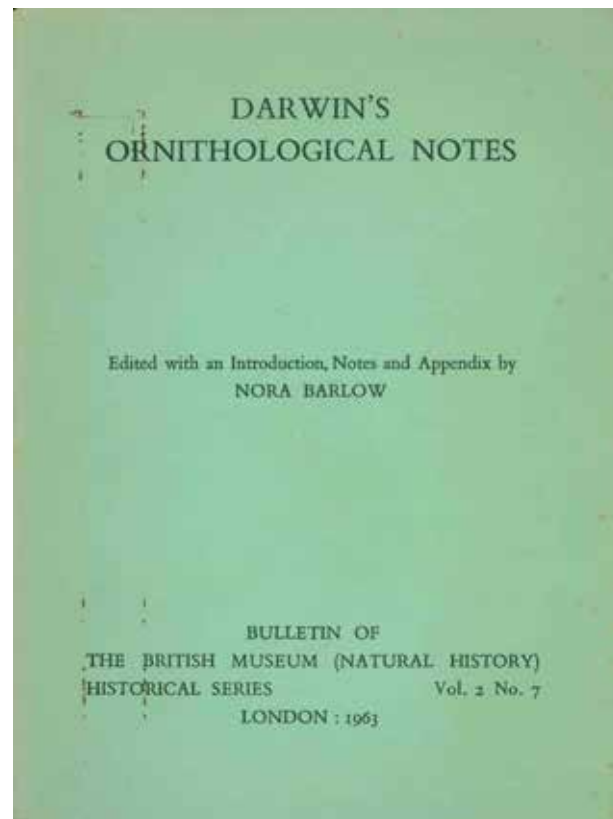 DARWIN'S
ORNITHOLOGICAL NOTES
Edited with an Introduction, Notes and Appendix by
NORA BARLOW
BULLETIN OF
THE BRITISH MUSEUM (NATURAL HISTORY)
HISTORICAL SERIES Vol. 2 No. 7
LONDON : 1963